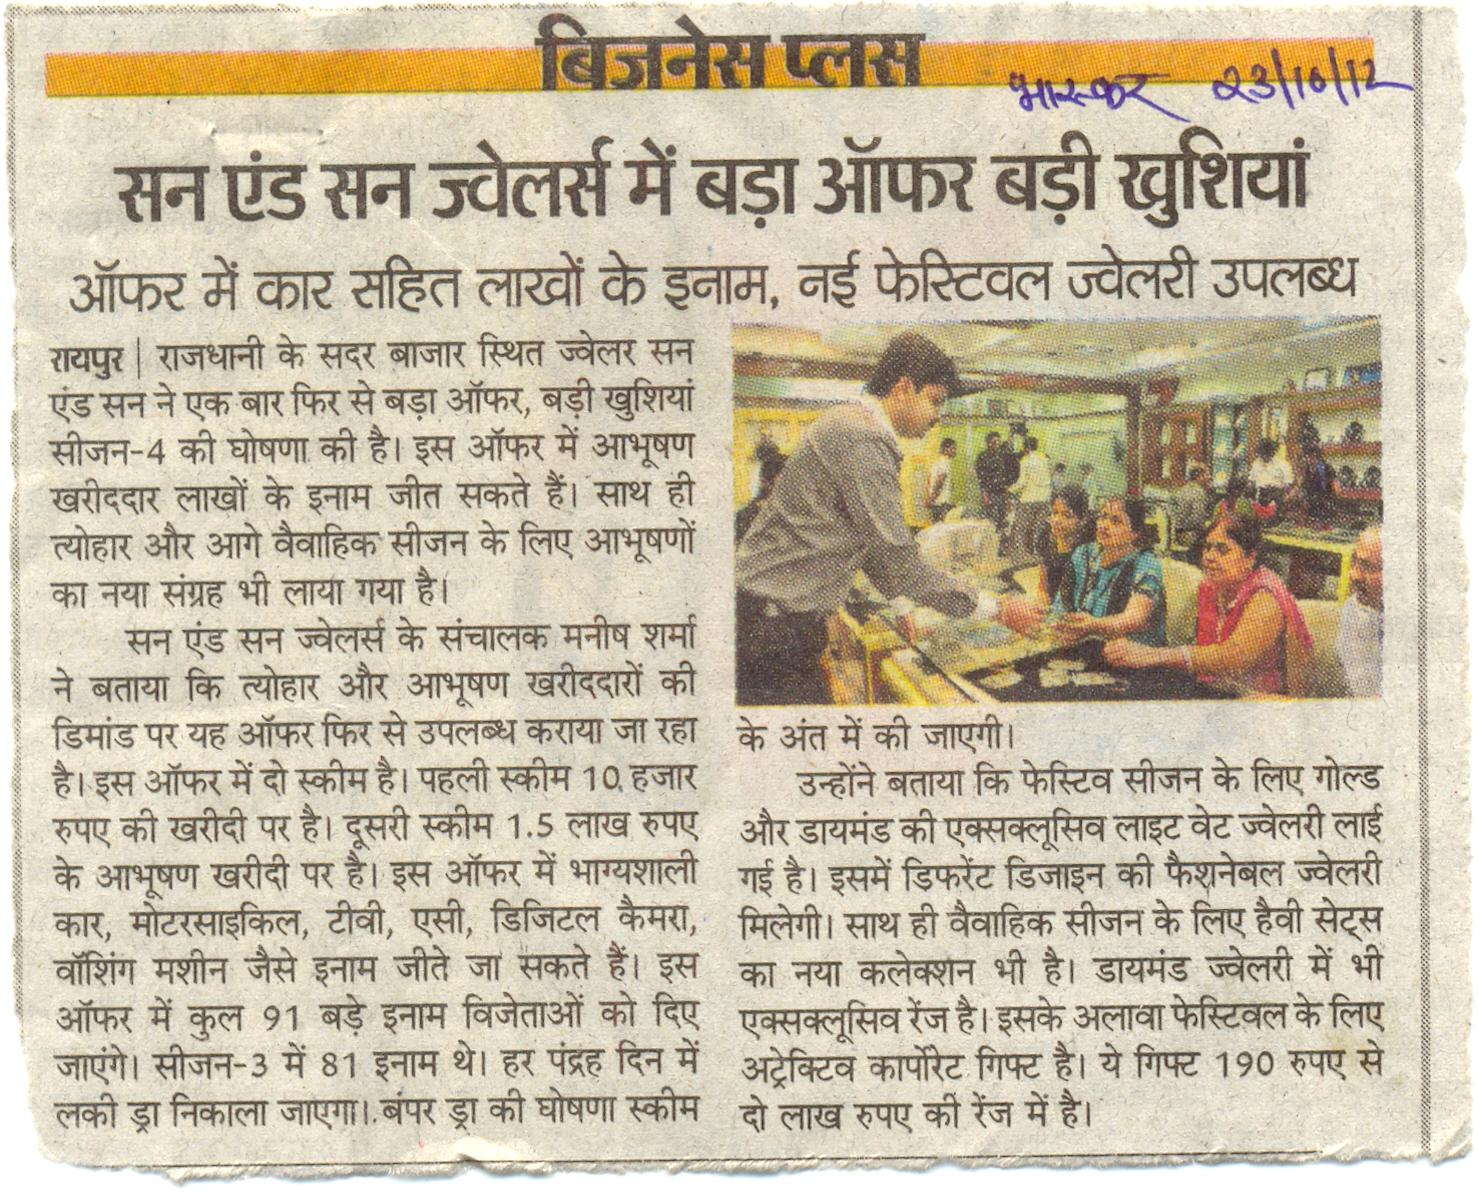 बिजनेस प्लस
भास्कर 23/10/12
सन एंड सन ज्वेलर्स में बड़ा ऑफर बड़ी खुशियां
ऑफर में कार सहित लाखों के इनाम, नई फेस्टिवल ज्वेलरी उपलब्ध
रायपुर | राजधानी के सदर बाजार स्थित ज्वेलर सन
एंड सन ने एक बार फिर से बड़ा ऑफर, बड़ी खुशियां
सीजन-4 की घोषणा की है। इस ऑफर में आभूषण
खरीददार लाखों के इनाम जीत सकते हैं। साथ ही
त्योहार और आगे वैवाहिक सीजन के लिए आभूषणों
का नया संग्रह भी लाया गया है।
सन एंड सन ज्वेलर्स के संचालक मनीष शर्मा
ने बताया कि त्योहार और आभूषण खरीददारों की
डिमांड पर यह ऑफर फिर से उपलब्ध कराया जा रहा
है। इस ऑफर में दो स्कीम है। पहली स्कीम 10 हजार
रुपए की खरीदी पर है। दूसरी स्कीम 1.5 लाख रुपए
के आभूषण खरीदी पर है। इस ऑफर में भाग्यशाली
कार, मोटरसाइकिल, टीवी, एसी, डिजिटल कैमरा,
वॉशिंग मशीन जैसे इनाम जीते जा सकते हैं। इस
ऑफर में कुल 91 बड़े इनाम विजेताओं को दिए
जाएंगे। सीजन-3 में 81 इनाम थे। हर पंद्रह दिन में
लकी ड्रा निकाला जाएगा। बंपर ड्रा की घोषणा स्कीम
के अंत में की जाएगी।
उन्होंने बताया कि फेस्टिव सीजन के लिए गोल्ड
और डायमंड की एक्सक्लूसिव लाइट वेट ज्वेलरी लाई
गई है। इसमें डिफरेंट डिजाइन की फैशनेबल ज्वेलरी
मिलेगी। साथ ही वैवाहिक सीजन के लिए हैवी सेट्स
का नया कलेक्शन भी है। डायमंड ज्वेलरी में भी
एक्सक्लूसिव रेंज है। इसके अलावा फेस्टिवल के लिए
अट्रेक्टिव कार्पोरेट गिफ्ट है। ये गिफ्ट 190 रुपए से
दो लाख रुपए की रेंज में है।